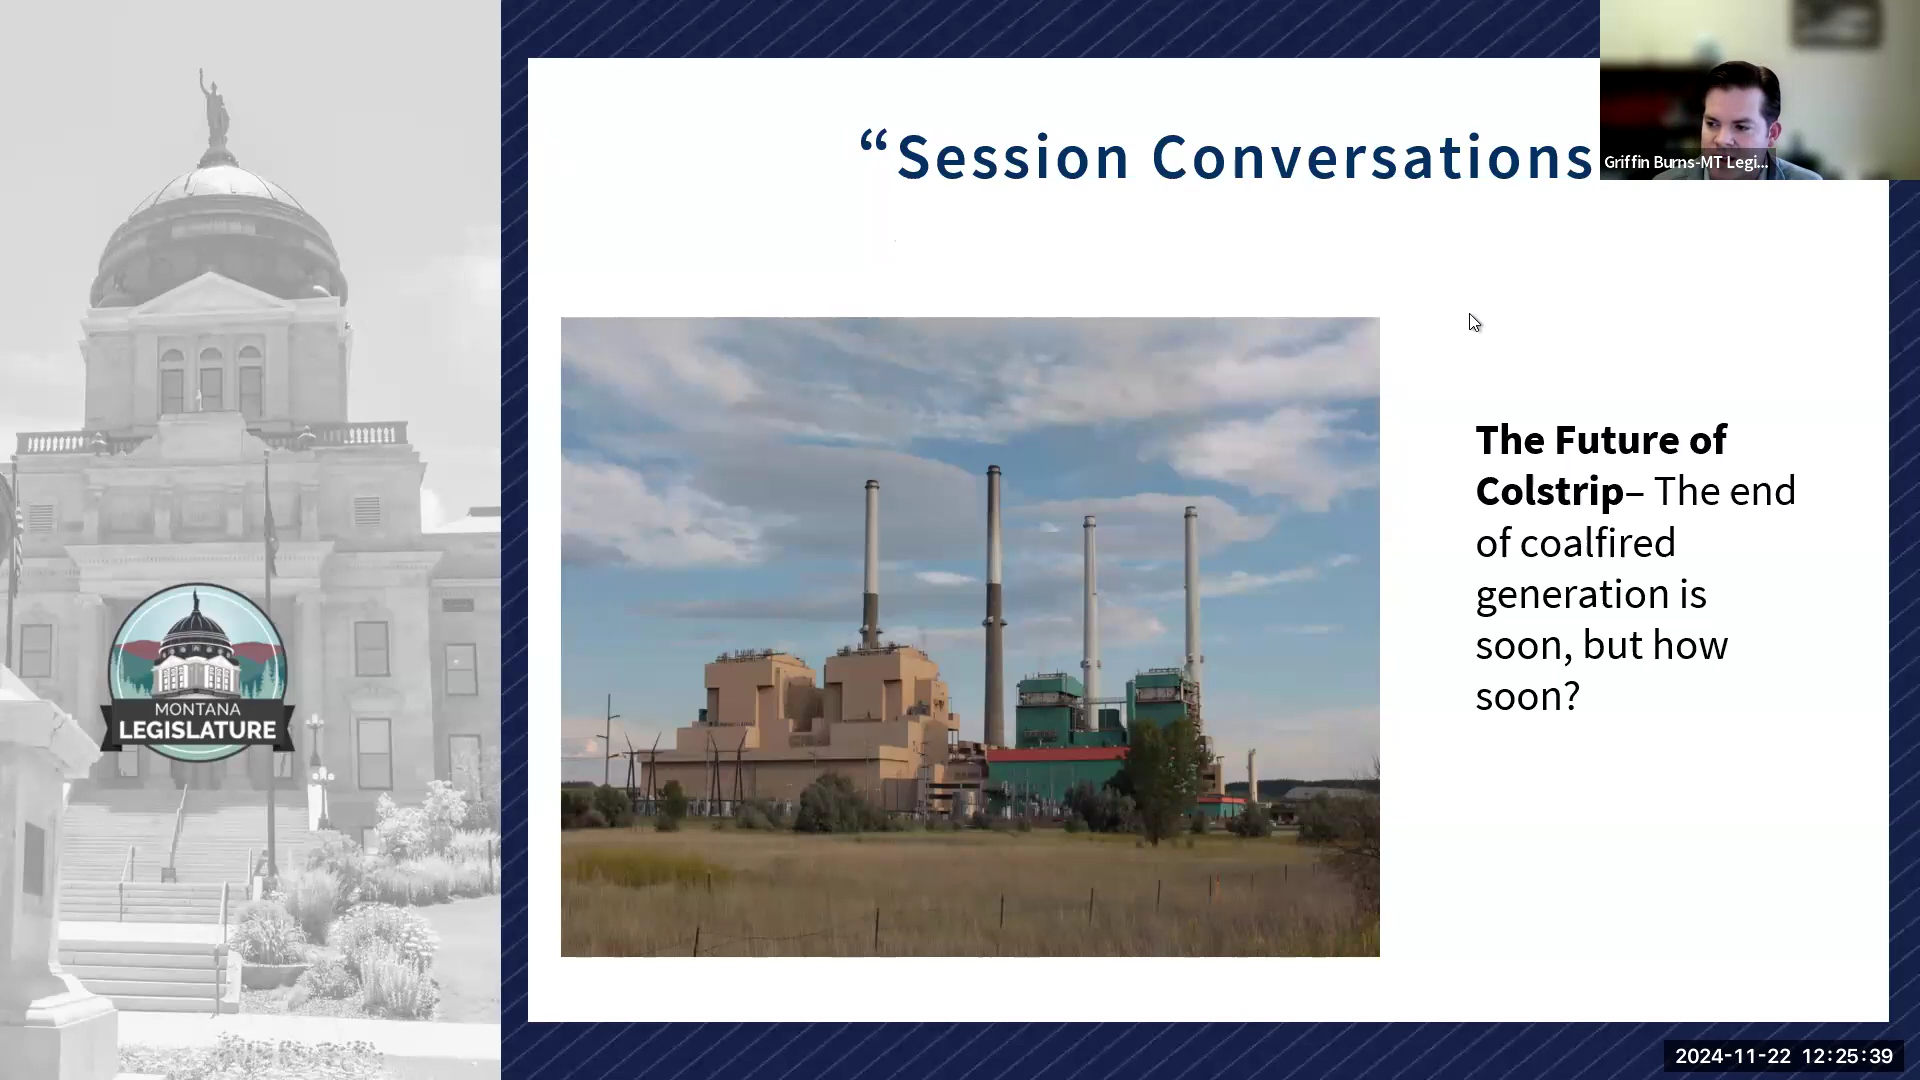 “Session Conversations
Griffin Burns-MT Legi...
The Future of
Colstrip– The end
of coalfired
generation is
soon, but how
soon?
MONTANA
LEGISLATURE
2024-11-22 12:25:39